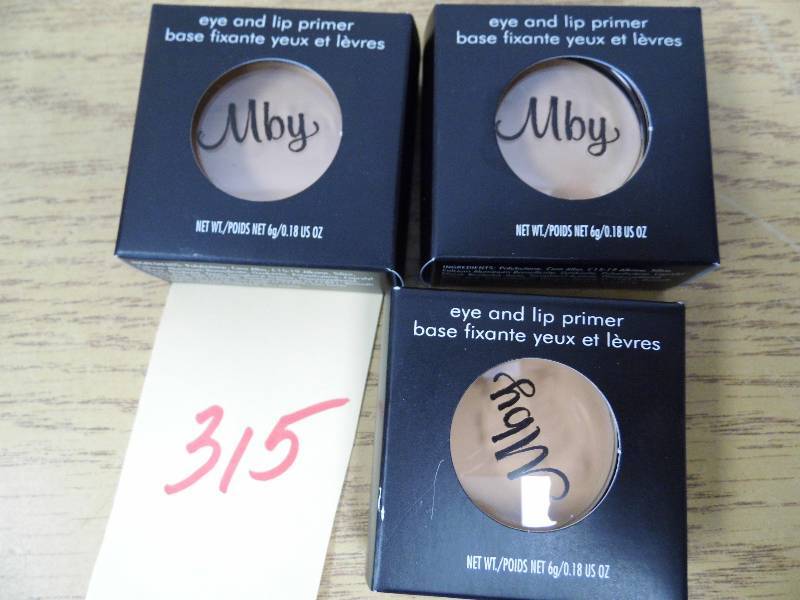 eye and lip primer
base fixante yeux et lèvres
Mby
NET WT./POIDS NET 6g/0.18 US OZ
eye and lip primer
base fixante yeux et lèvres
Mby
NET WT./POIDS NET 6g/0.18 US OZ
INGREDIENTS:
315
eye and lip primer
base fixante yeux et lèvres
Mby
NET WT./POIDS NET 6g/0.18 US OZ